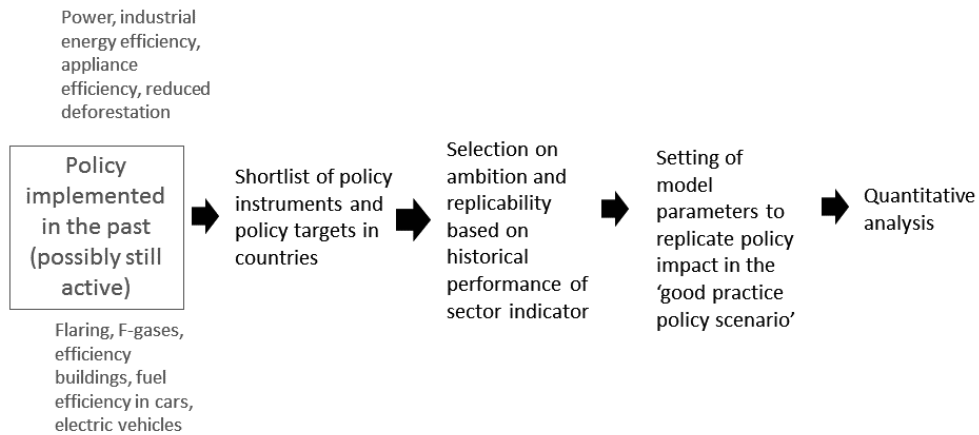 Power, industrial
energy efficiency,
appliance
efficiency, reduced
deforestation
Policy
implemented
in the past
(possibly still
active)
Flaring, F-gases,
efficiency
buildings, fuel
efficiency in cars,
electric vehicles
Shortlist of policy
instruments and
policy targets in
countries
Selection on
ambition and
replicability
based on
historical
performance of
sector indicator
Setting of
model
parameters to
replicate policy
impact in the
‘good practice
policy scenario’
Quantitative
analysis